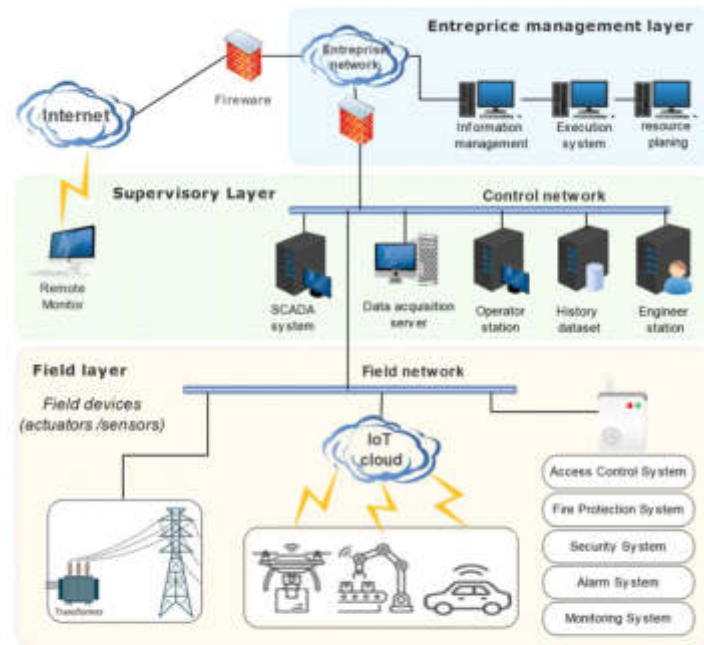 Entreprice management layer
Entreprise
network
Fireware
Internet
Information
management
Execution
system
resource
planing
Supervisory Layer
Control network
Remote
Monitor
SCADA
system
Data acquisition
server
Operator
station
History
dataset
Engineer
station
Field layer
Field network
Field devices
(actuators /sensors)
IoT
cloud
Access Control System
Fire Protection System
Security System
Alarm System
Monitoring System
Transformer